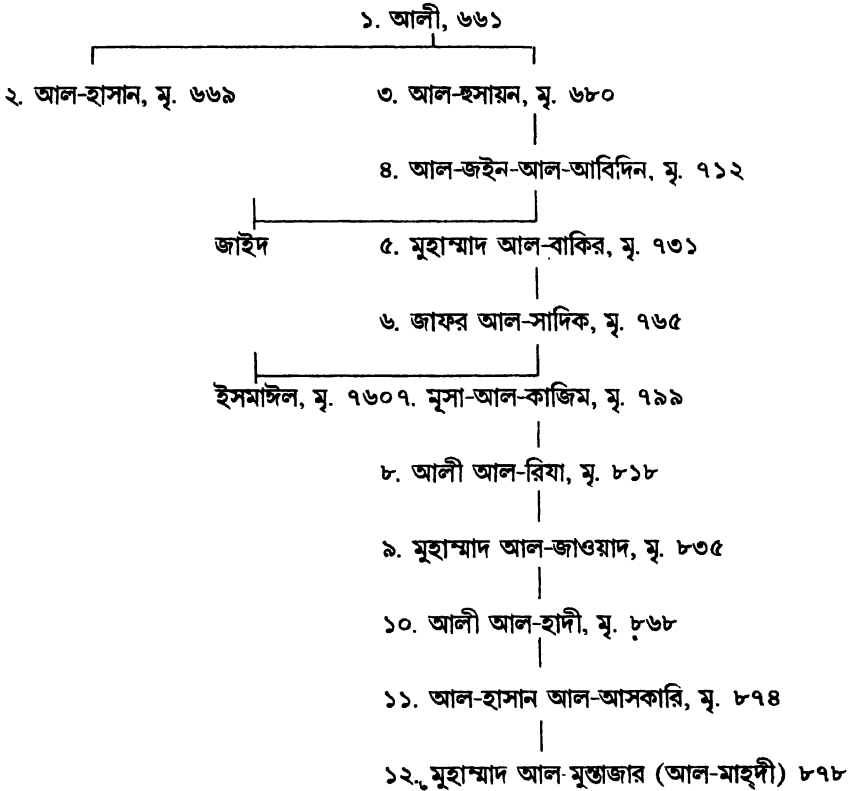 ১. আলী, ৬৬১
২. আল-হাসান, মৃ. ৬৬৯ ৩. আল-হুসায়ন, মৃ. ৬৮০
৪. আল-জইন-আল-আবিদিন, মৃ. ৭১২
জাইদ ৫. মুহাম্মাদ আল-বাকির, মৃ. ৭৩১
৬. জাফর আল-সাদিক, মৃ. ৭৬৫
ইসমাঈল, মৃ. ৭৬০ ৭. মূসা-আল-কাজিম, মৃ. ৭৯৯
৮. আলী আল-রিযা, মৃ. ৮১৮
৯. মুহাম্মাদ আল-জাওয়াদ, মৃ. ৮৩৫
১০. আলী আল-হাদী, মৃ. ৮৬৮
১১. আল-হাসান আল-আসকারি, মৃ. ৮৭৪
১২. মুহাম্মাদ আল-মুন্তাজার (আল-মাহ্দী) ৮৭৮